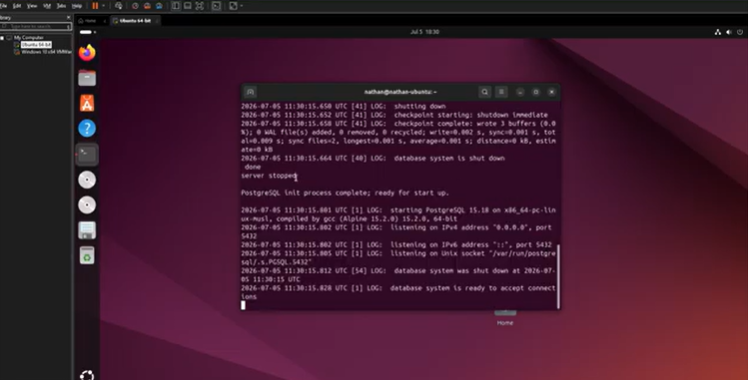 File Edit View VM Tabs Help
Library
Home
Ubuntu 64-bit
Type here to search
My Computer
Ubuntu 64-bit
Windows 10 x64 VMWar
Jul 5 10:30
nathan@nathan-ubuntu: ~
2026-07-05 11:30:15.650 UTC [41] LOG:  shutting down
2026-07-05 11:30:15.652 UTC [41] LOG:  checkpoint starting: shutdown immediate
2026-07-05 11:30:15.658 UTC [41] LOG:  checkpoint complete: wrote 3 buffers (0.0
%); 0 WAL file(s) added, 0 removed, 0 recycled; write=0.002 s, sync=0.001 s, tot
al=0.009 s; sync files=2, longest=0.001 s, average=0.001 s; distance=0 kB, estim
ate=0 kB
2026-07-05 11:30:15.664 UTC [40] LOG:  database system is shut down
done
server stopped
PostgreSQL init process complete; ready for start up.
2026-07-05 11:30:15.801 UTC [1] LOG:  starting PostgreSQL 15.18 on x86_64-pc-lin
ux-musl, compiled by gcc (Alpine 15.2.0) 15.2.0, 64-bit
2026-07-05 11:30:15.802 UTC [1] LOG:  listening on IPv4 address "0.0.0.0", port
5432
2026-07-05 11:30:15.802 UTC [1] LOG:  listening on IPv6 address "::", port 5432
2026-07-05 11:30:15.805 UTC [1] LOG:  listening on Unix socket "/var/run/postgre
sql/.s.PGSQL.5432"
2026-07-05 11:30:15.812 UTC [54] LOG:  database system was shut down at 2026-07-
05 11:30:15 UTC
2026-07-05 11:30:15.828 UTC [1] LOG:  database system is ready to accept connect
ions
Home